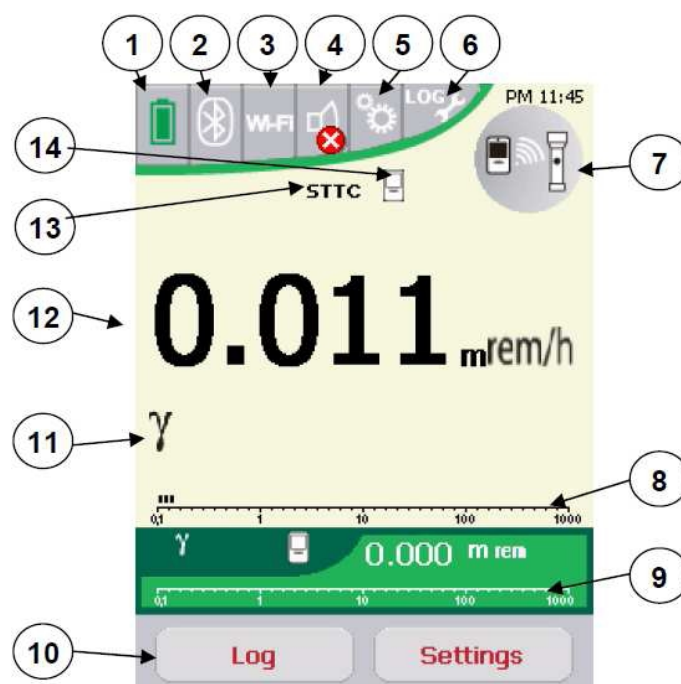 1 2 3 4 5 6
WI-FI LOG PM 11:45
14 7
13 STTC
12 0.011 mrem/h
11 γ
8
0,1 1 10 100 1000
γ 0.000 m rem
9
0,1 1 10 100 1000
10 Log Settings